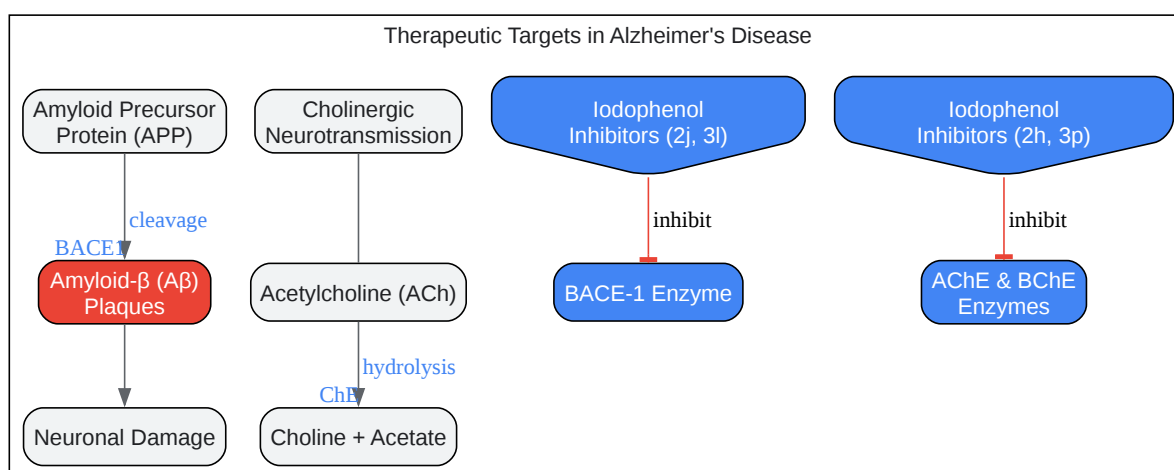 Therapeutic Targets in Alzheimer's Disease
Amyloid Precursor
Protein (APP)
Cholinergic
Neurotransmission
Iodophenol
Inhibitors (2j, 3l)
Iodophenol
Inhibitors (2h, 3p)
cleavage
BACE1
inhibit
inhibit
Amyloid-β (Aβ)
Plaques
Acetylcholine (ACh)
BACE-1 Enzyme
AChE & BChE
Enzymes
hydrolysis
ChE
Neuronal Damage
Choline + Acetate